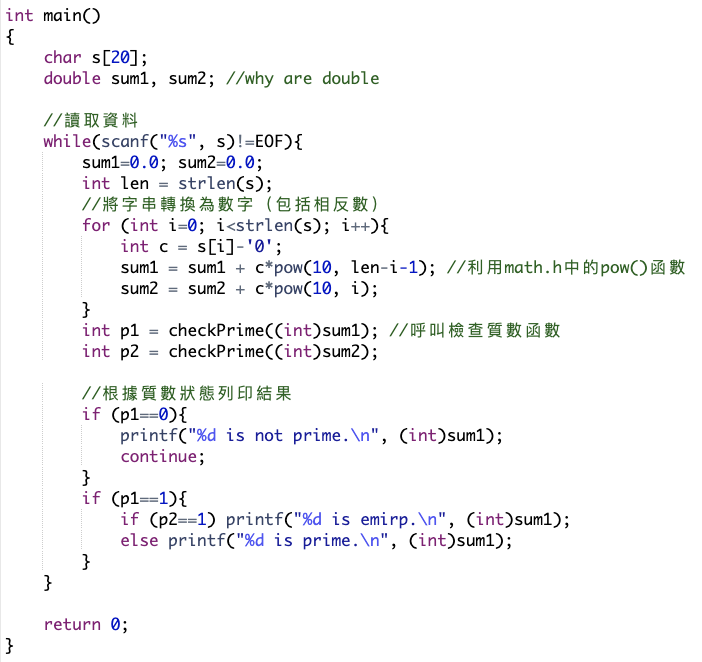 int main()
{
    char s[20];
    double sum1, sum2; //why are double

    //讀取資料
    while(scanf("%s", s)!=EOF){
        sum1=0.0; sum2=0.0;
        int len = strlen(s);
        //將字串轉換為數字（包括相反數）
        for (int i=0; i<strlen(s); i++){
            int c = s[i]-'0';
            sum1 = sum1 + c*pow(10, len-i-1); //利用math.h中的pow()函數
            sum2 = sum2 + c*pow(10, i);
        }
        int p1 = checkPrime((int)sum1); //呼叫檢查質數函數
        int p2 = checkPrime((int)sum2);

        //根據質數狀態列印結果
        if (p1==0){
            printf("%d is not prime.\n", (int)sum1);
            continue;
        }
        if (p1==1){
            if (p2==1) printf("%d is emirp.\n", (int)sum1);
            else printf("%d is prime.\n", (int)sum1);
        }
    }

    return 0;
}